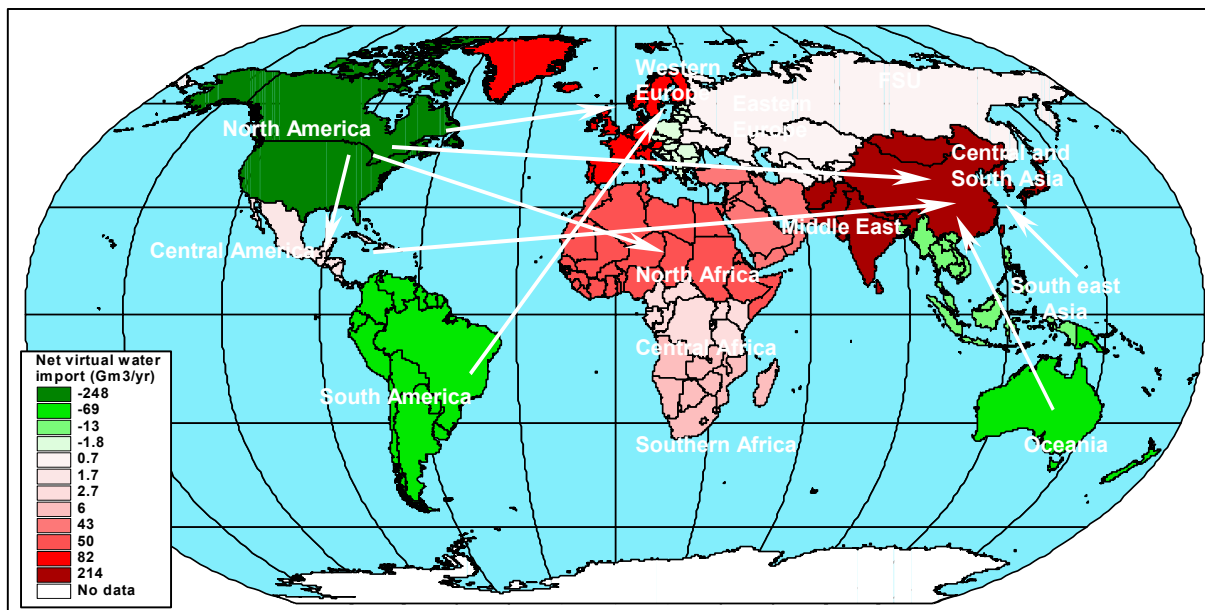 Western
Europe
FSU
Eastern
Europe
North America
Central and
South Asia
Middle East
Central America
North Africa
South east
Asia
Central Africa
South America
Southern Africa
Oceania
Net virtual water
import (Gm3/yr)
-248
-69
-13
-1.8
0.7
1.7
2.7
6
43
50
82
214
No data